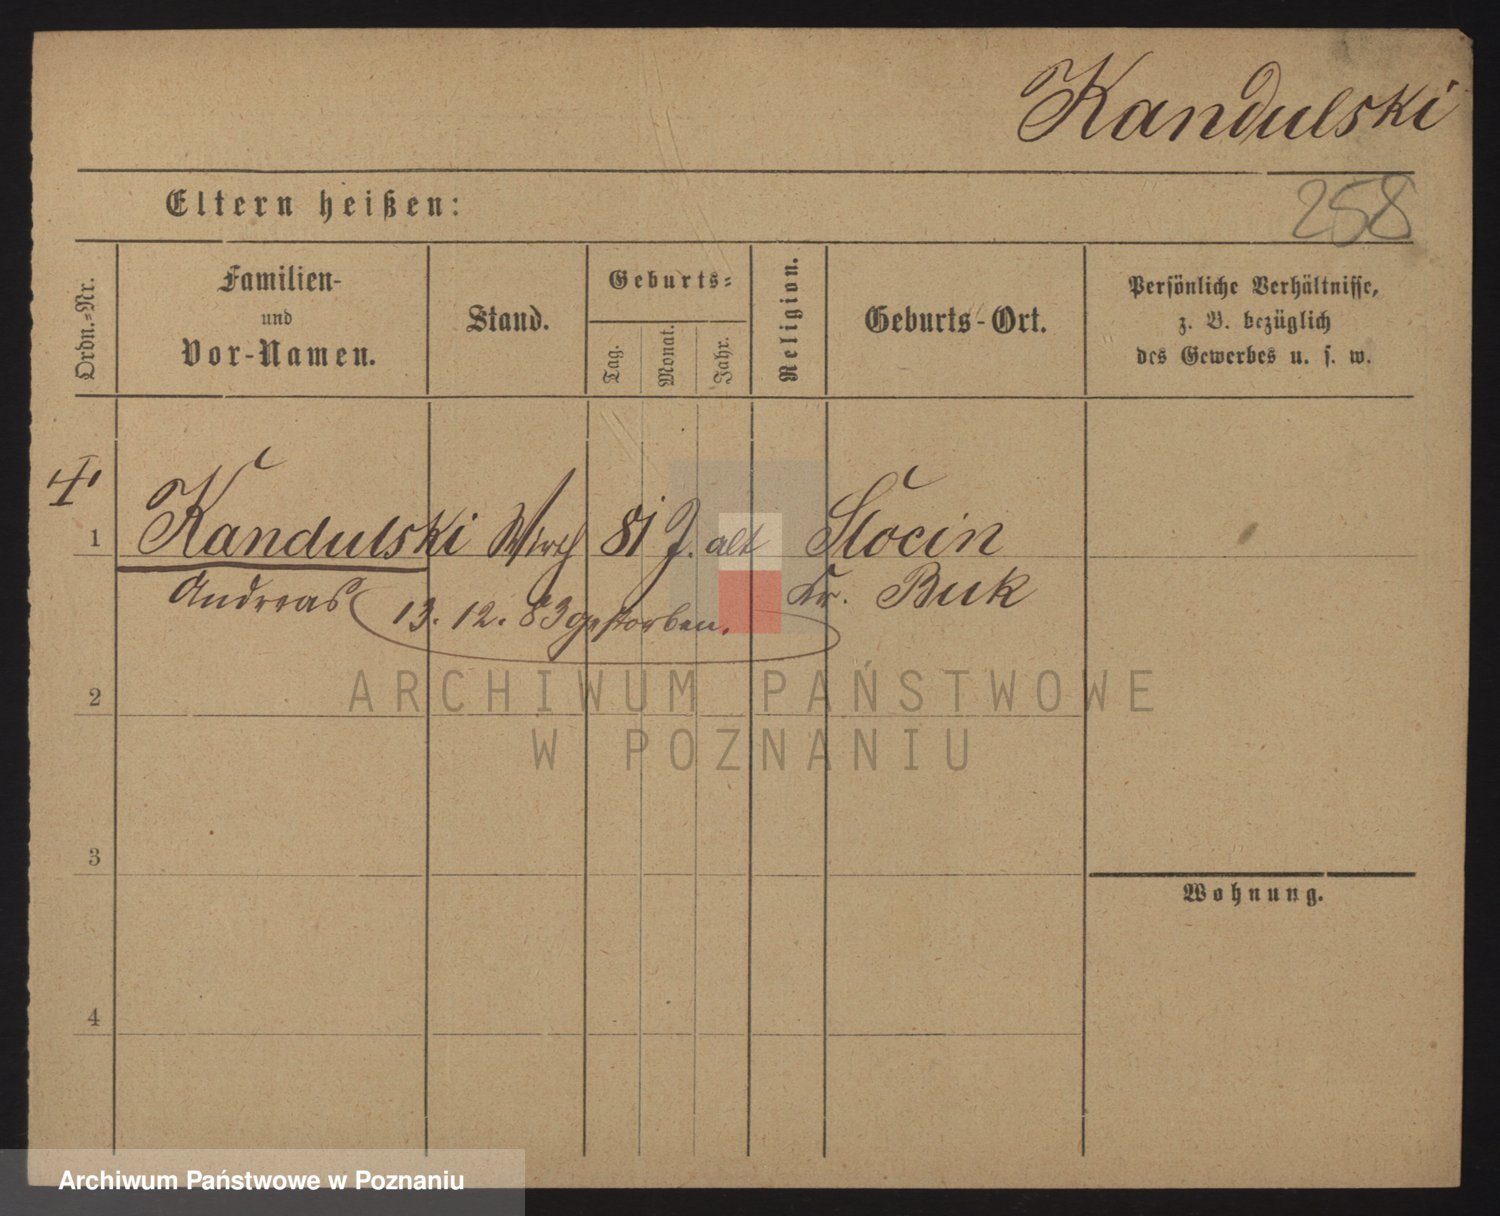 Kandulski
Eltern heißen:
258
Ordn.-Nr.
Familien-
und
Vor-Namen.
Stand.
Geburts-
Tag.
Monat.
Jahr.
Religion.
Geburts-Ort.
Persönliche Verhältnisse,
z. B. bezüglich
des Gewerbes u. s. w.
1 Kandulski Wirth 81 J. alt Slocin
Andreas 13. 12. 83 gestorben. Kr. Buk
2
ARCHIWUM PAŃSTWOWE
W POZNANIU
3
Wohnung.
4
Archiwum Państwowe w Poznaniu